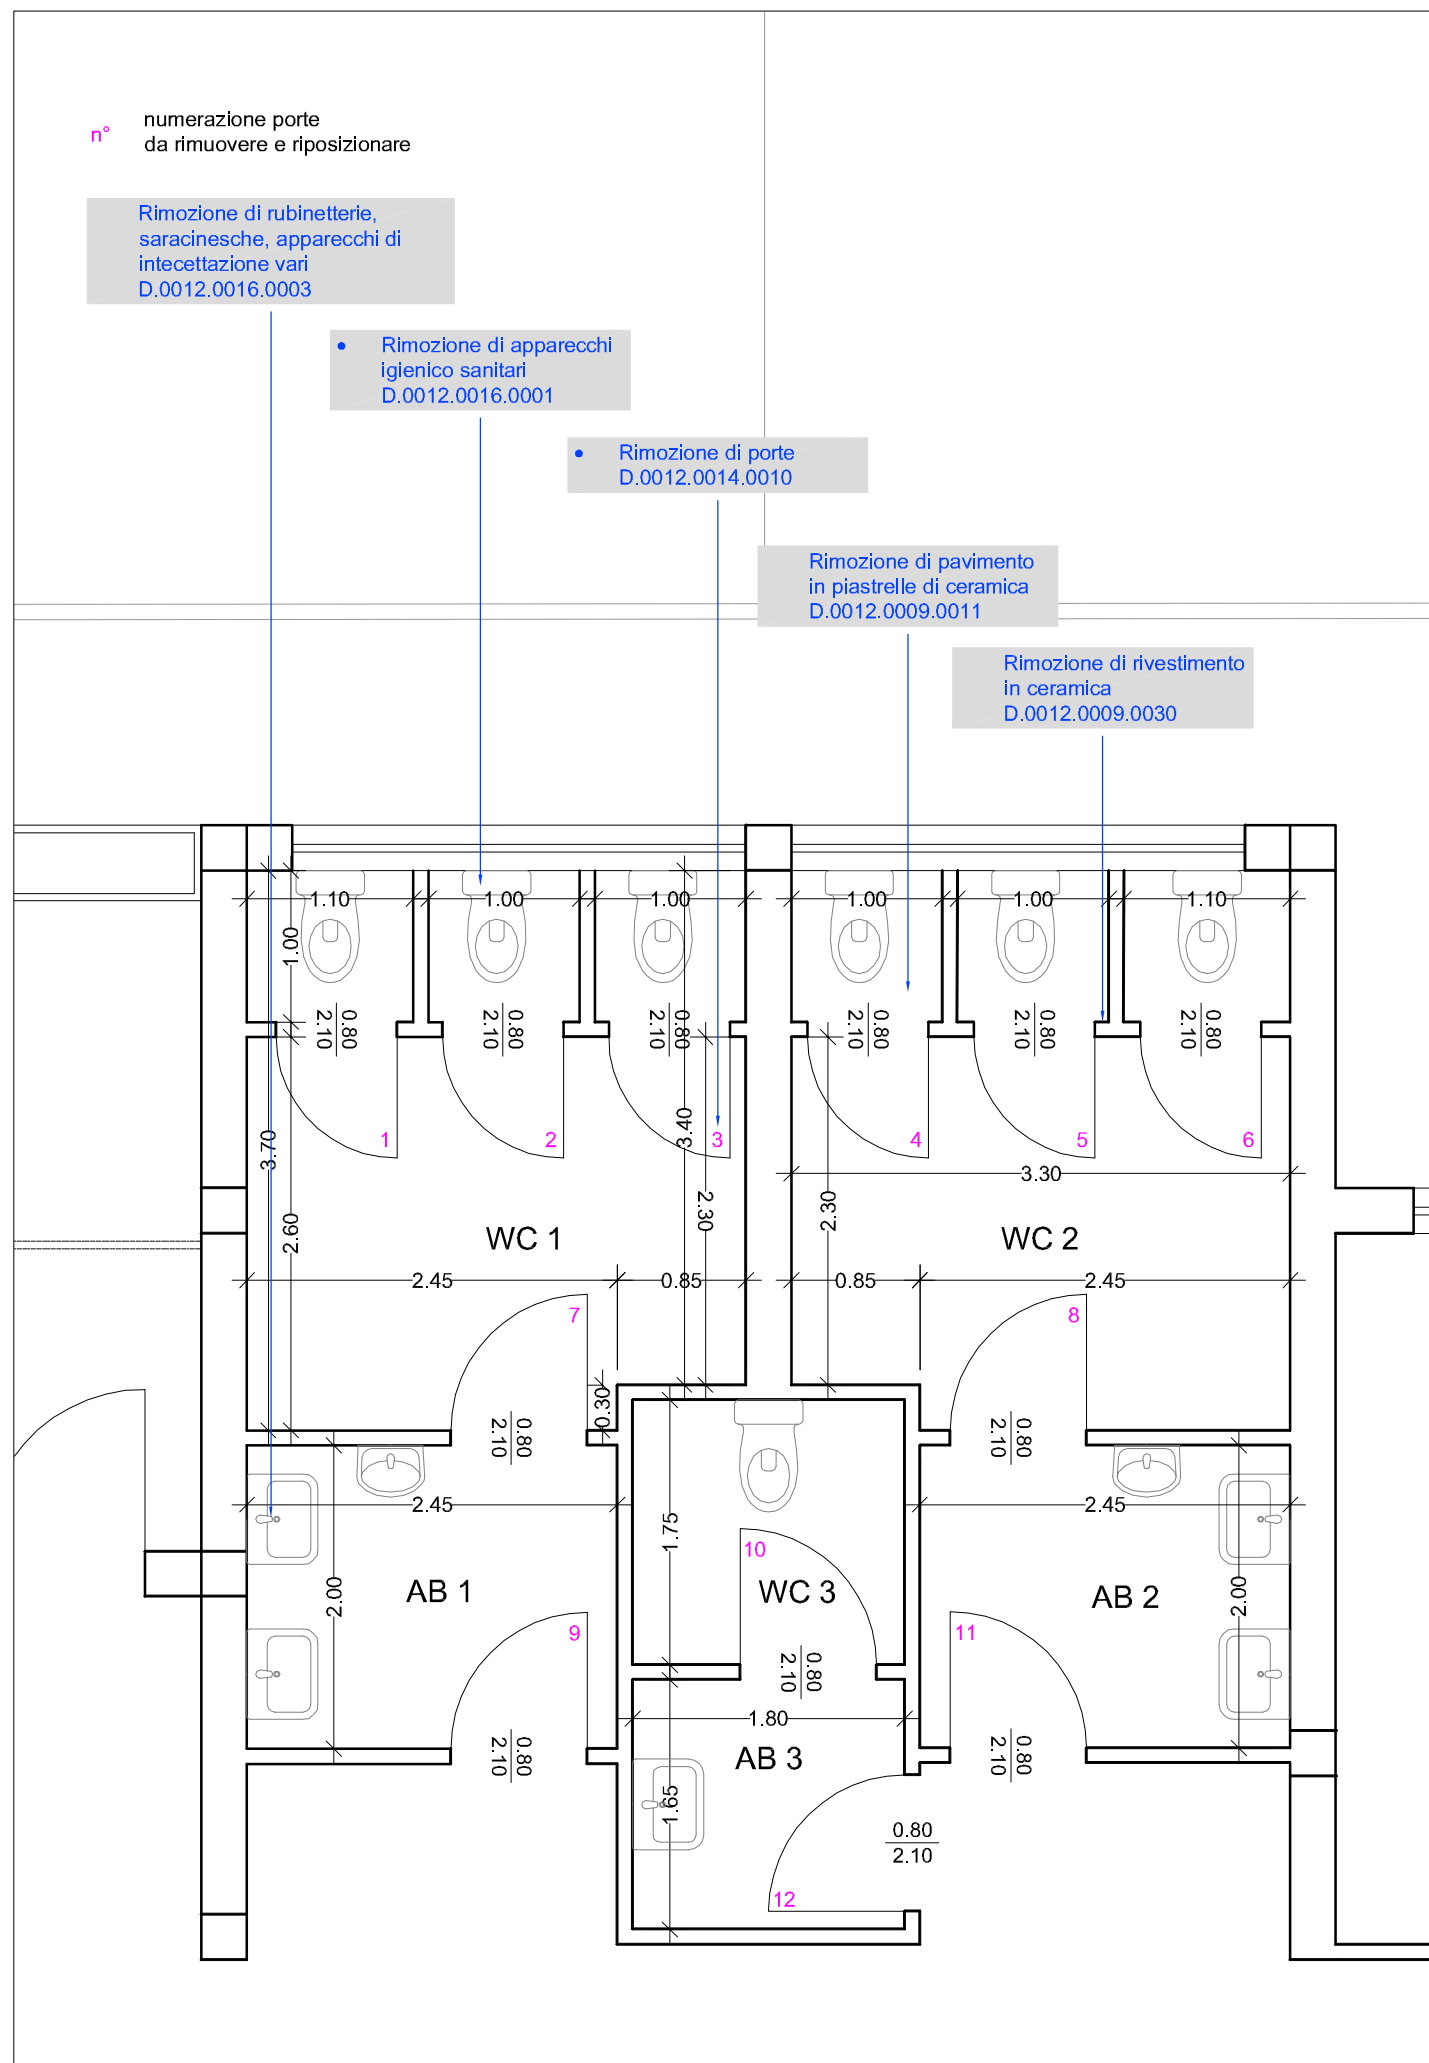 n°
numerazione porte
da rimuovere e riposizionare
Rimozione di rubinetterie,
saracinesche, apparecchi di
intecettazione vari
D.0012.0016.0003
• Rimozione di apparecchi
igienico sanitari
D.0012.0016.0001
• Rimozione di porte
D.0012.0014.0010
Rimozione di pavimento
in piastrelle di ceramica
D.0012.0009.0011
Rimozione di rivestimento
in ceramica
D.0012.0009.0030
1.10
1.00
1.00
1.00
1.00
1.10
1.00
0.80
2.10
0.80
2.10
0.80
2.10
0.80
2.10
0.80
2.10
0.80
2.10
1
2
3
4
5
6
3.70
3.40
3.30
2.60
2.30
2.30
WC 1
WC 2
2.45
0.85
0.85
2.45
7
8
0.30
0.80
2.10
0.80
2.10
2.45
2.45
1.75
10
AB 1
WC 3
AB 2
2.00
2.00
9
11
0.80
2.10
1.80
0.80
2.10
0.80
2.10
AB 3
1.65
0.80
2.10
12